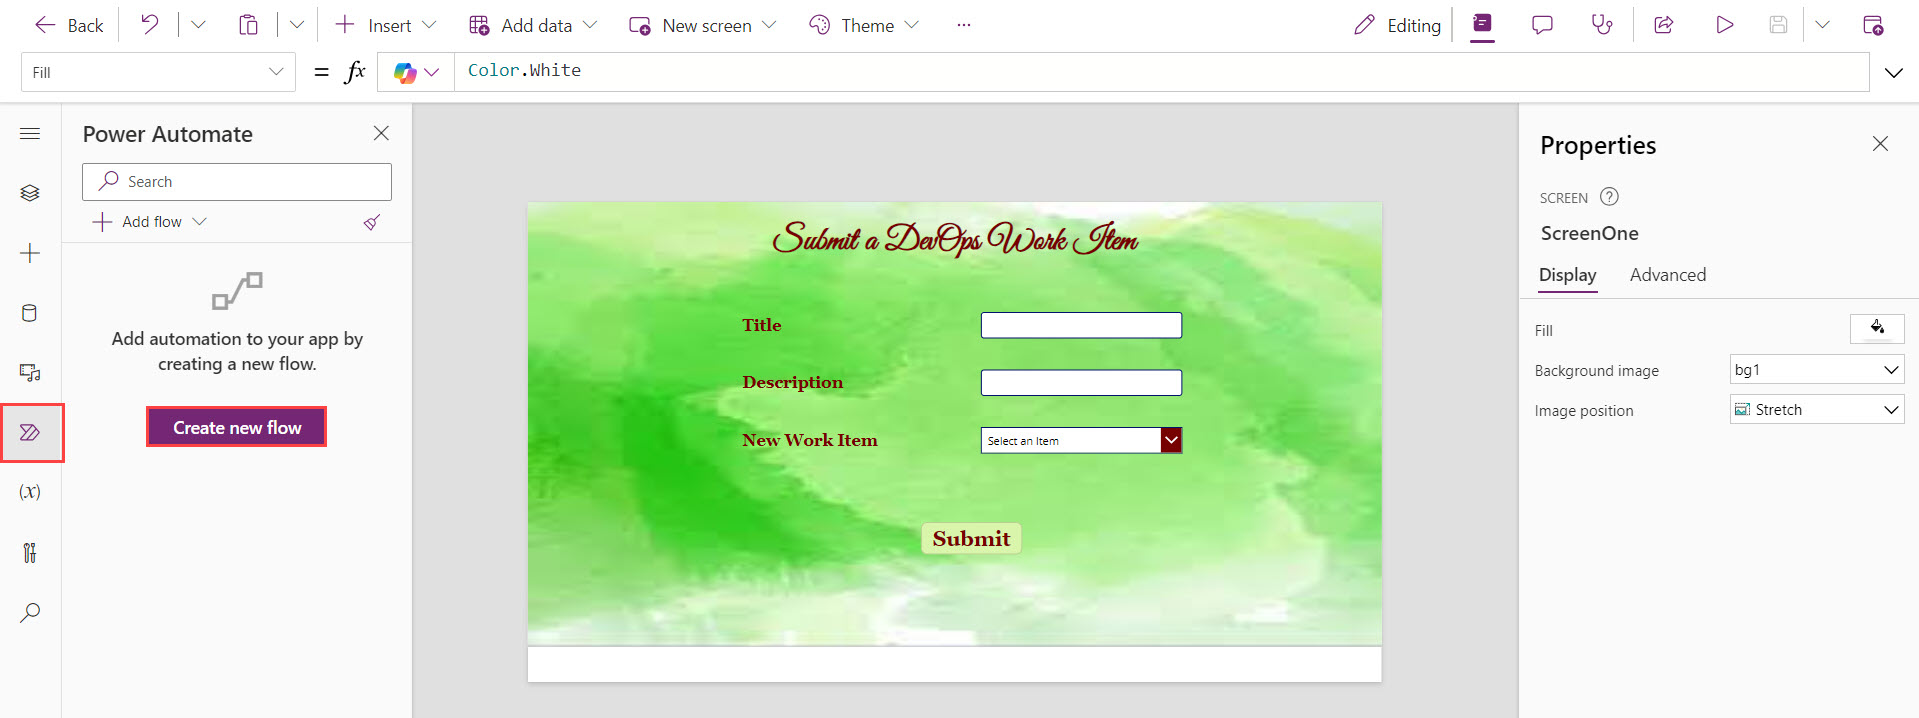 Back
Insert
Add data
New screen
Theme
...
Editing
Fill
= fx
Color.White
Power Automate
Search
Add flow
Add automation to your app by
creating a new flow.
Create new flow
(x)
Submit a DevOps Work Item
Title
Description
New Work Item
Select an Item
Submit
Properties
SCREEN ?
ScreenOne
Display Advanced
Fill
Background image bg1
Image position Stretch